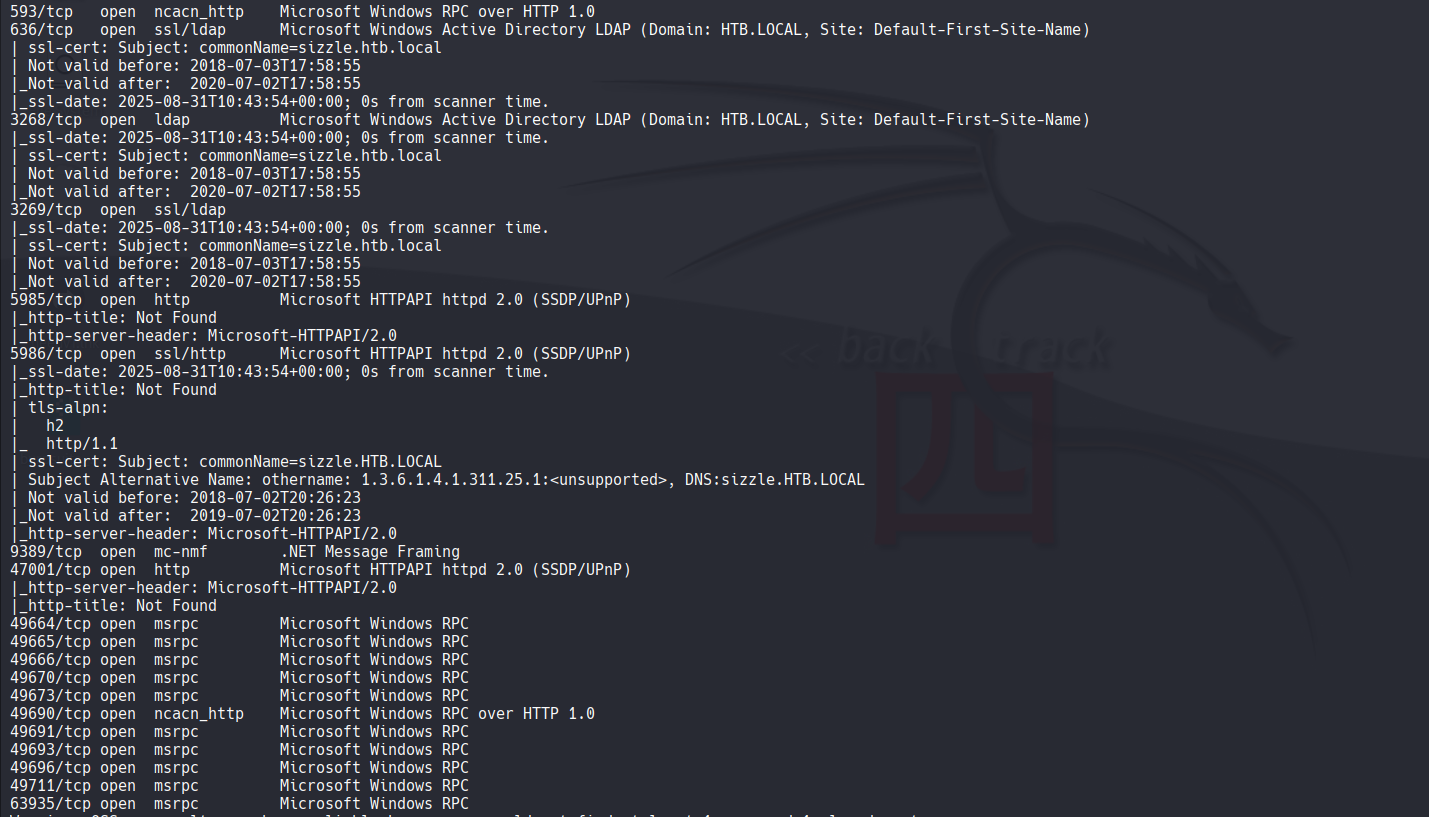 593/tcp   open  ncacn_http    Microsoft Windows RPC over HTTP 1.0
636/tcp   open  ssl/ldap      Microsoft Windows Active Directory LDAP (Domain: HTB.LOCAL, Site: Default-First-Site-Name)
| ssl-cert: Subject: commonName=sizzle.htb.local
| Not valid before: 2018-07-03T17:58:55
|_Not valid after:  2020-07-02T17:58:55
|_ssl-date: 2025-08-31T10:43:54+00:00; 0s from scanner time.
3268/tcp  open  ldap          Microsoft Windows Active Directory LDAP (Domain: HTB.LOCAL, Site: Default-First-Site-Name)
|_ssl-date: 2025-08-31T10:43:54+00:00; 0s from scanner time.
| ssl-cert: Subject: commonName=sizzle.htb.local
| Not valid before: 2018-07-03T17:58:55
|_Not valid after:  2020-07-02T17:58:55
3269/tcp  open  ssl/ldap
|_ssl-date: 2025-08-31T10:43:54+00:00; 0s from scanner time.
| ssl-cert: Subject: commonName=sizzle.htb.local
| Not valid before: 2018-07-03T17:58:55
|_Not valid after:  2020-07-02T17:58:55
5985/tcp  open  http          Microsoft HTTPAPI httpd 2.0 (SSDP/UPnP)
|_http-title: Not Found
|_http-server-header: Microsoft-HTTPAPI/2.0
5986/tcp  open  ssl/http      Microsoft HTTPAPI httpd 2.0 (SSDP/UPnP)
|_ssl-date: 2025-08-31T10:43:54+00:00; 0s from scanner time.
|_http-title: Not Found
| tls-alpn:
|   h2
|_  http/1.1
| ssl-cert: Subject: commonName=sizzle.HTB.LOCAL
| Subject Alternative Name: othername: 1.3.6.1.4.1.311.25.1:<unsupported>, DNS:sizzle.HTB.LOCAL
| Not valid before: 2018-07-02T20:26:23
|_Not valid after:  2019-07-02T20:26:23
|_http-server-header: Microsoft-HTTPAPI/2.0
9389/tcp  open  mc-nmf        .NET Message Framing
47001/tcp open  http          Microsoft HTTPAPI httpd 2.0 (SSDP/UPnP)
|_http-server-header: Microsoft-HTTPAPI/2.0
|_http-title: Not Found
49664/tcp open  msrpc         Microsoft Windows RPC
49665/tcp open  msrpc         Microsoft Windows RPC
49666/tcp open  msrpc         Microsoft Windows RPC
49670/tcp open  msrpc         Microsoft Windows RPC
49673/tcp open  msrpc         Microsoft Windows RPC
49690/tcp open  ncacn_http    Microsoft Windows RPC over HTTP 1.0
49691/tcp open  msrpc         Microsoft Windows RPC
49693/tcp open  msrpc         Microsoft Windows RPC
49696/tcp open  msrpc         Microsoft Windows RPC
49711/tcp open  msrpc         Microsoft Windows RPC
63935/tcp open  msrpc         Microsoft Windows RPC
<< back | track
四